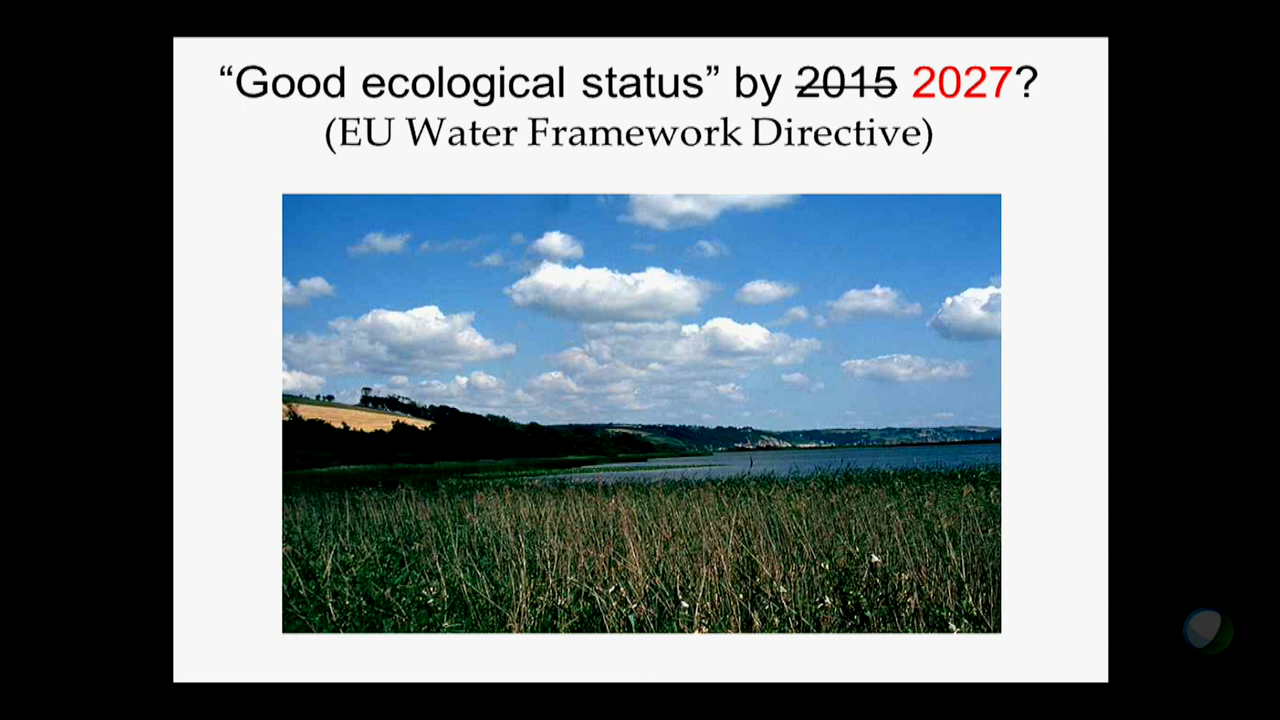 “Good ecological status” by 2015 2027?
(EU Water Framework Directive)